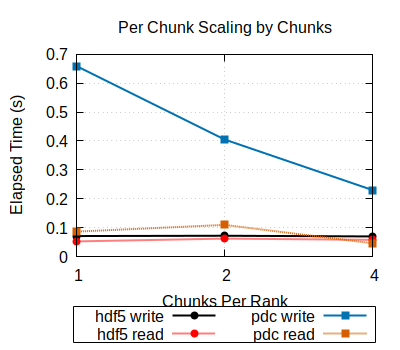 Per Chunk Scaling by Chunks
0.7
0.6
0.5
0.4
0.3
0.2
0.1
0
Elapsed Time (s)
1 2 4
Chunks Per Rank
hdf5 write pdc write
hdf5 read pdc read